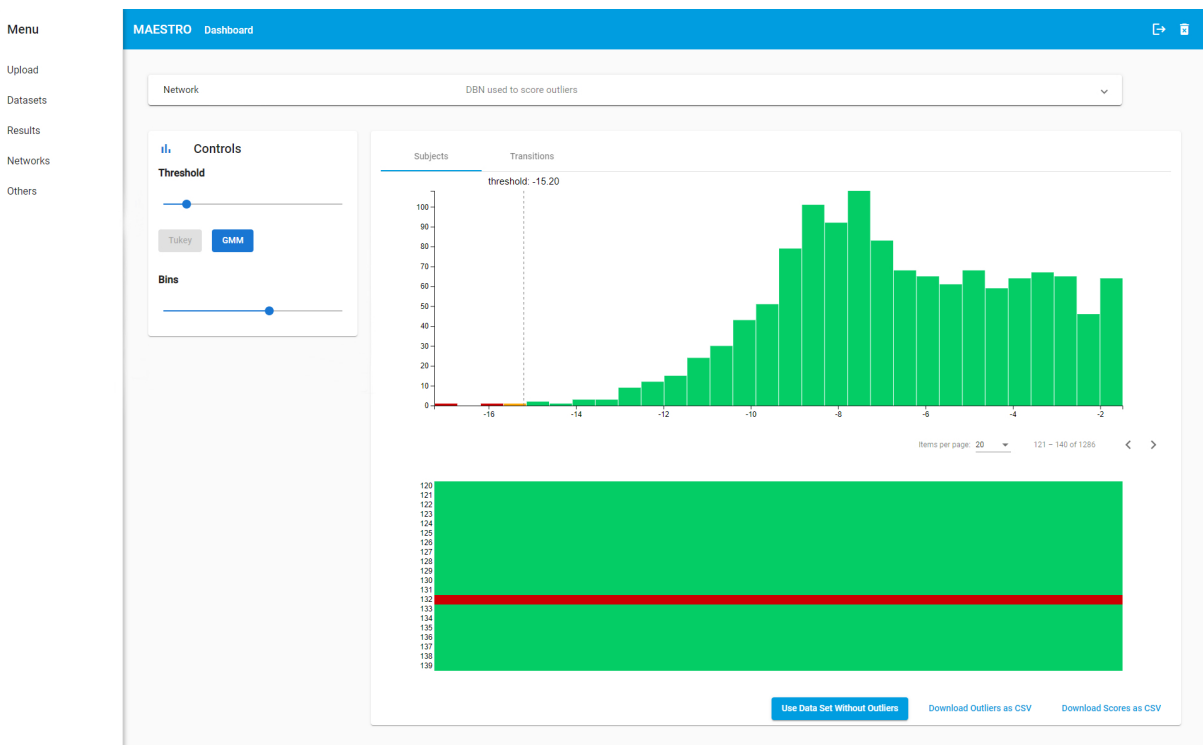 Menu
Upload
Datasets
Results
Networks
Others
MAESTRO Dashboard
Network DBN used to score outliers
Controls
Threshold
Tukey GMM
Bins
Subjects Transitions
threshold: -15.20
100
90
80
70
60
50
40
30
20
10
0
-16 -14 -12 -10 -8 -6 -4 -2
Items per page: 20 121 – 140 of 1286
120
121
122
123
124
125
126
127
128
129
130
131
132
133
134
135
136
137
138
139
Use Data Set Without Outliers Download Outliers as CSV Download Scores as CSV